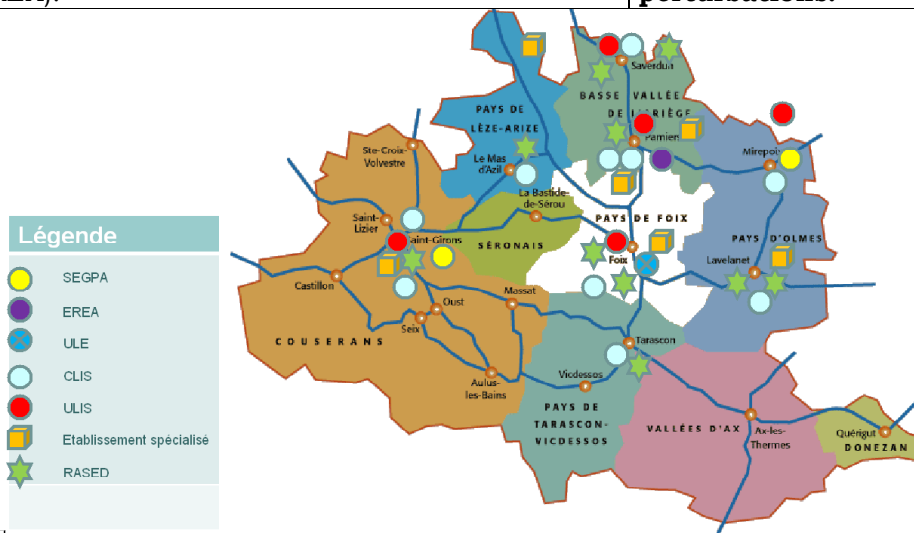 Légende
SEGPA
EREA
ULE
CLIS
ULIS
Etablissement spécialisé
RASED
Saverdun
BASSE VALLÉE
PAYS DE
LÈZE-ARIZE
Pamiers
Mirepoix
Ste-Croix-
Volvestre
Le Mas
d'Azil
La Bastide-
de-Sérou
PAYS DE FOIX
Saint-
Lizier
Saint-Girons
SÉRONAIS
PAYS D'OLMES
Foix
Lavelanet
Castillon
Massat
Oust
Seix
COUSERANS
Tarascon
Aulus-
les-Bains
Vicdessos
PAYS DE
TARASCON-
VICDESSOS
VALLÉES D'AX
Ax-les-
Thermes
Quérigut
DONEZAN